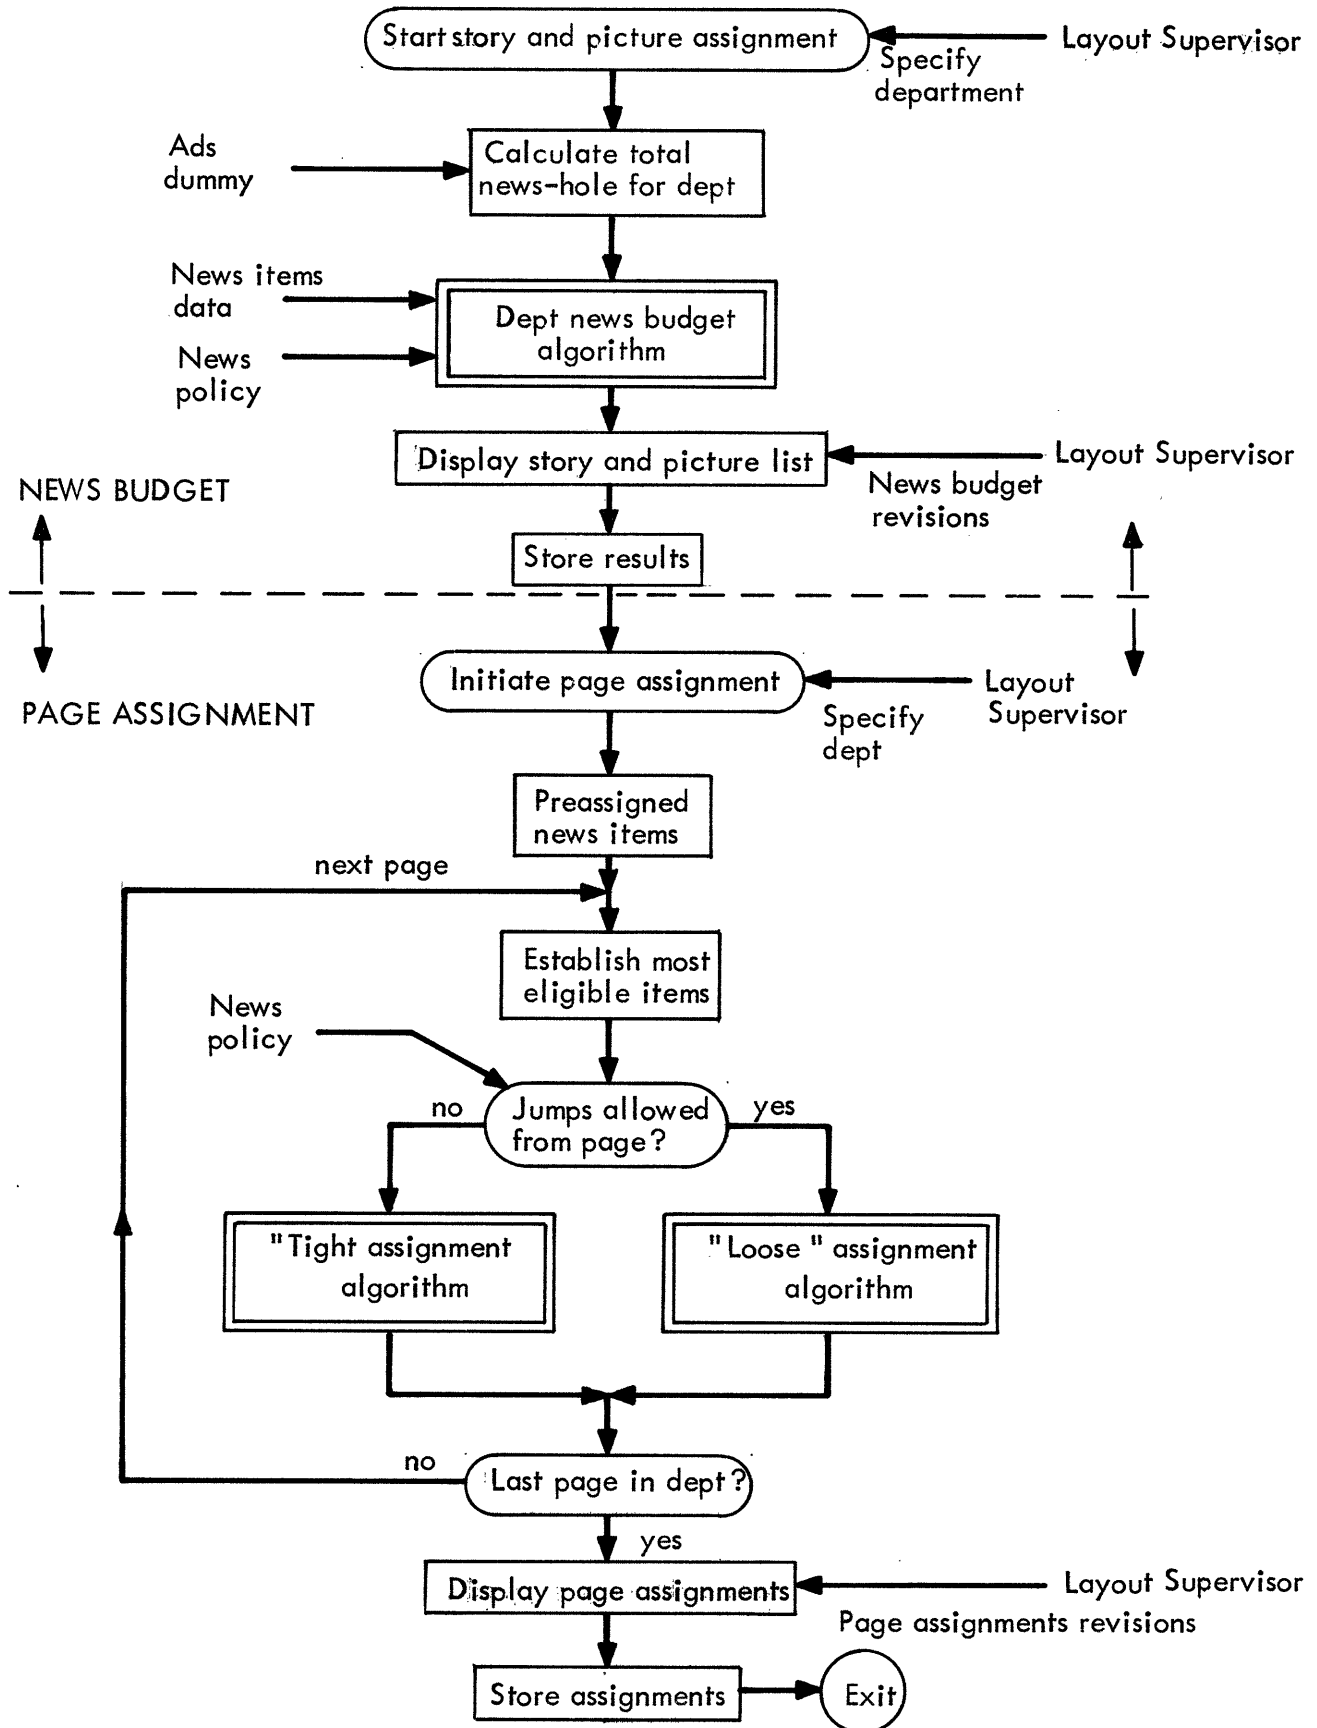 Start story and picture assignment
Layout Supervisor
Specify
department
Ads
dummy
Calculate total
news-hole for dept
News items
data
Dept news budget
algorithm
News
policy
Display story and picture list
Layout Supervisor
News budget
revisions
NEWS BUDGET
Store results
Initiate page assignment
Layout
Supervisor
PAGE ASSIGNMENT
Specify
dept
Preassigned
news items
next page
Establish most
eligible items
News
policy
no
Jumps allowed
from page?
yes
"Tight assignment
algorithm
"Loose" assignment
algorithm
no
Last page in dept?
yes
Display page assignments
Layout Supervisor
Page assignments revisions
Store assignments
Exit